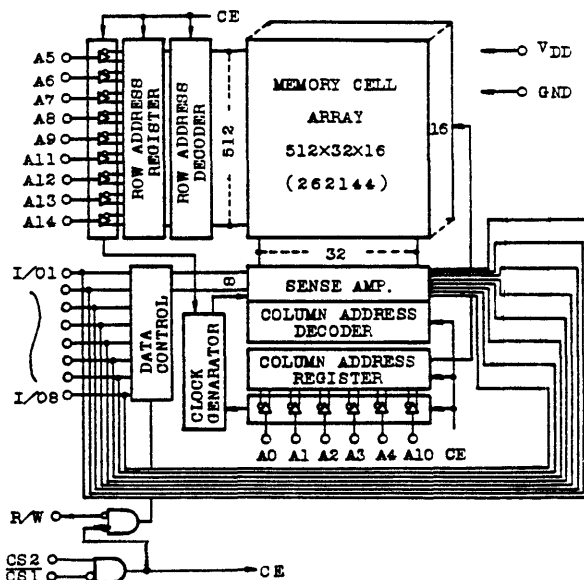 CE
A5
A6
A7
A8
A9
A11
A12
A13
A14
ROW ADDRESS
REGISTER
ROW ADDRESS
DECODER
512
MEMORY CELL
ARRAY
512×32×16
(262144)
16
VDD
GND
32
I/O1
I/O8
DATA
CONTROL
8
SENSE AMP.
COLUMN ADDRESS
DECODER
CLOCK
GENARATOR
COLUMN ADDRESS
REGISTER
A0 A1 A2 A3 A4 A10 CE
R/W
CS2
CS1
CE